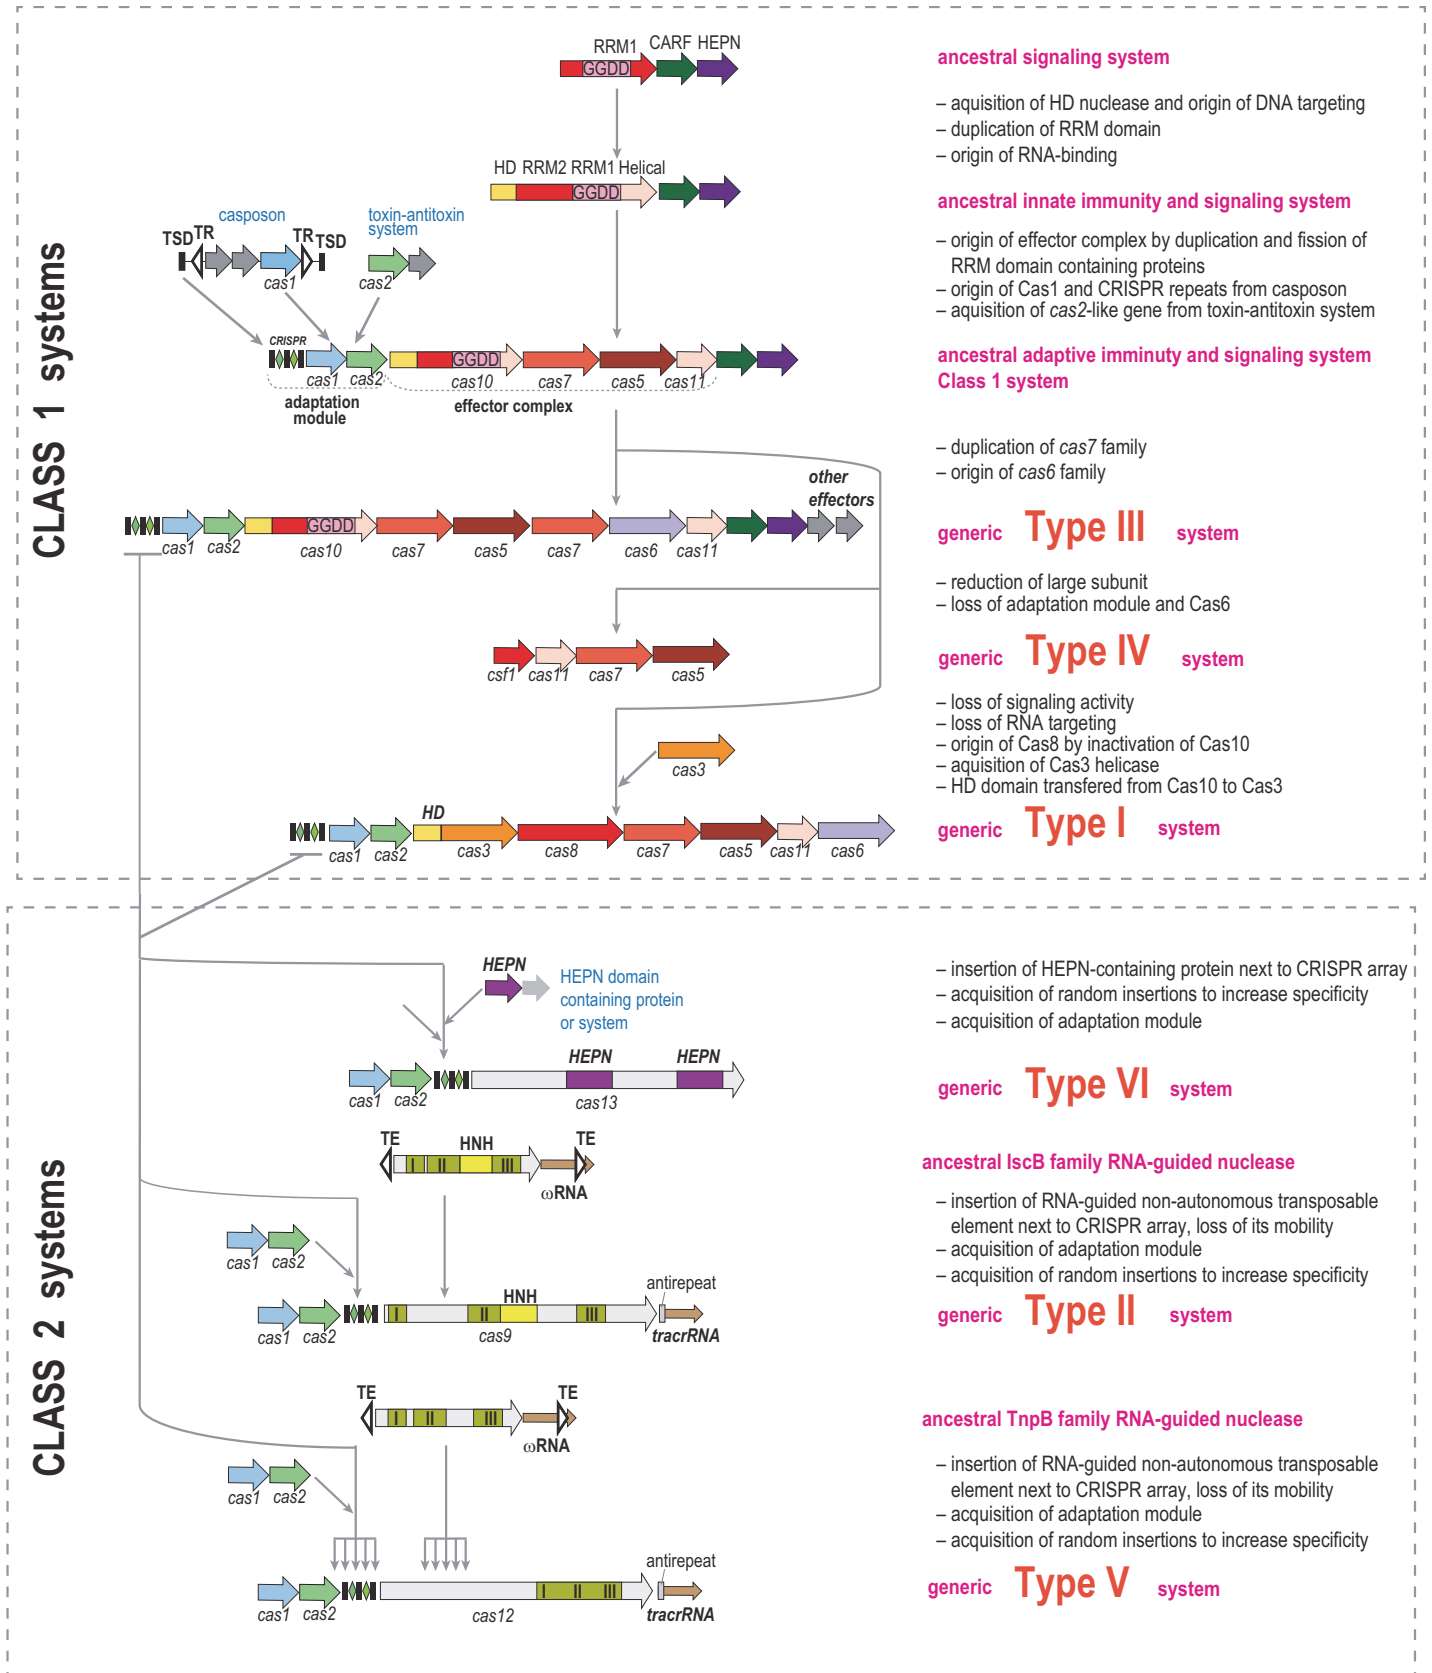 CLASS 1 systems
RRM1 CARF HEPN
GGDD
ancestral signaling system
– aquisition of HD nuclease and origin of DNA targeting
– duplication of RRM domain
– origin of RNA-binding
HD RRM2 RRM1 Helical
GGDD
ancestral innate immunity and signaling system
casposon
toxin-antitoxin
system
TSD TR TR TSD
cas1
cas2
– origin of effector complex by duplication and fission of
RRM domain containing proteins
– origin of Cas1 and CRISPR repeats from casposon
– aquisition of cas2-like gene from toxin-antitoxin system
CRISPR
GGDD
cas1 cas2 cas10 cas7 cas5 cas11
adaptation
module
effector complex
ancestral adaptive imminuty and signaling system
Class 1 system
– duplication of cas7 family
– origin of cas6 family
other
effectors
GGDD
cas1 cas2 cas10 cas7 cas5 cas7 cas6 cas11
generic Type III system
– reduction of large subunit
– loss of adaptation module and Cas6
csf1 cas11 cas7 cas5
generic Type IV system
– loss of signaling activity
– loss of RNA targeting
– origin of Cas8 by inactivation of Cas10
– aquisition of Cas3 helicase
– HD domain transfered from Cas10 to Cas3
cas3
HD
cas1 cas2 cas3 cas8 cas7 cas5 cas11 cas6
generic Type I system
CLASS 2 systems
HEPN
HEPN domain
containing protein
or system
– insertion of HEPN-containing protein next to CRISPR array
– acquisition of random insertions to increase specificity
– acquisition of adaptation module
HEPN HEPN
cas1 cas2 cas13
generic Type VI system
TE HNH TE
I II III
ωRNA
ancestral IscB family RNA-guided nuclease
– insertion of RNA-guided non-autonomous transposable
element next to CRISPR array, loss of its mobility
– acquisition of adaptation module
– acquisition of random insertions to increase specificity
cas1 cas2
antirepeat
HNH
I II III
cas1 cas2 cas9 tracrRNA
generic Type II system
TE TE
I II III
ωRNA
ancestral TnpB family RNA-guided nuclease
– insertion of RNA-guided non-autonomous transposable
element next to CRISPR array, loss of its mobility
– acquisition of adaptation module
– acquisition of random insertions to increase specificity
cas1 cas2
antirepeat
I II III
cas1 cas2 cas12 tracrRNA
generic Type V system